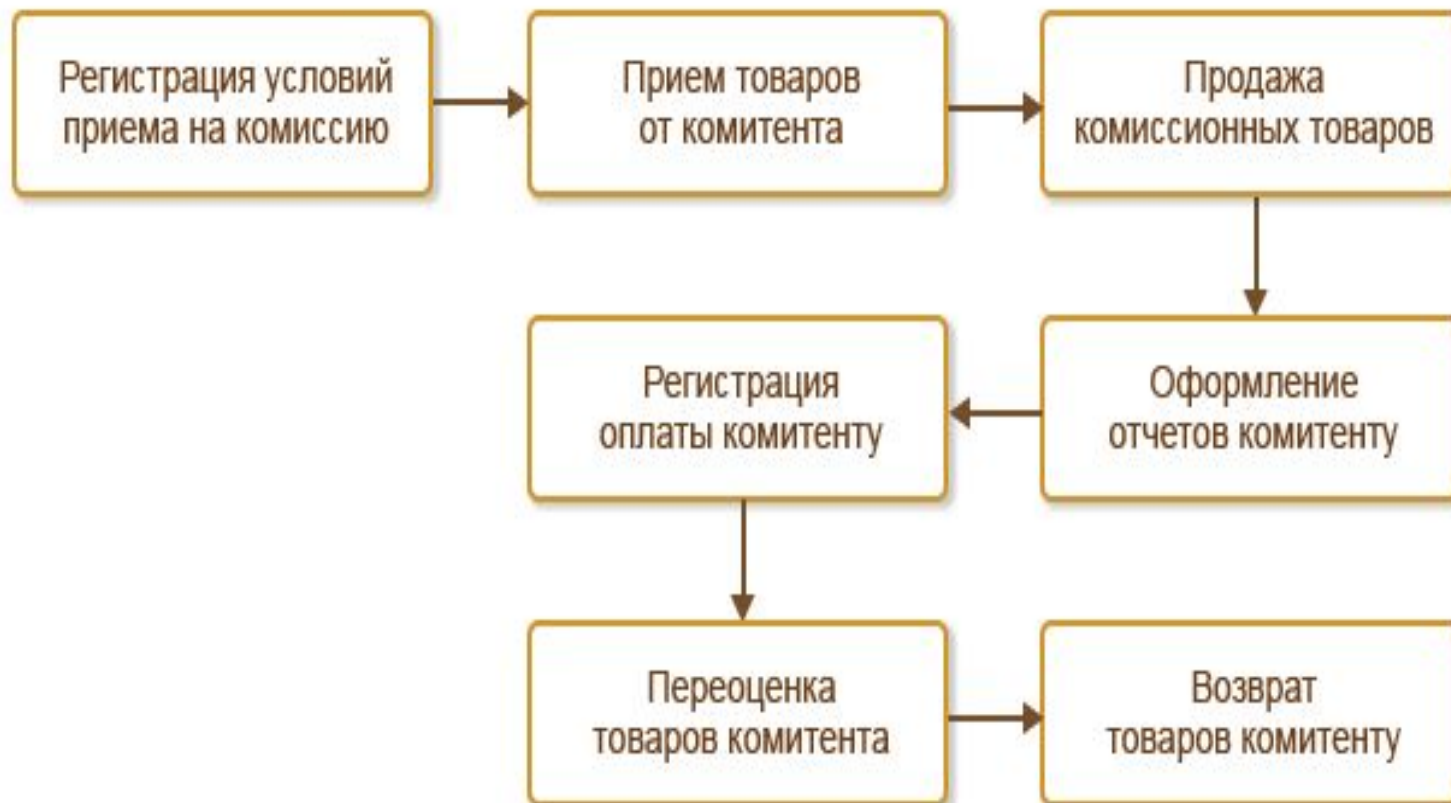 Регистрация условий
приема на комиссию
Прием товаров
от комитента
Продажа
комиссионных товаров
Оформление
отчетов комитенту
Регистрация
оплаты комитенту
Переоценка
товаров комитента
Возврат
товаров комитенту